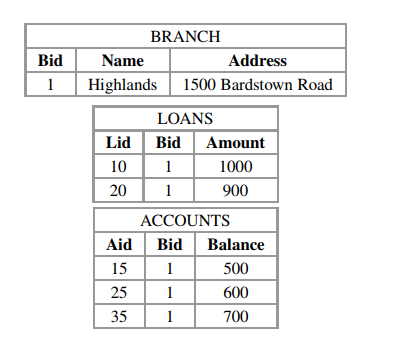 BRANCH
Bid Name Address
1 Highlands 1500 Bardstown Road
LOANS
Lid Bid Amount
10 1 1000
20 1 900
ACCOUNTS
Aid Bid Balance
15 1 500
25 1 600
35 1 700